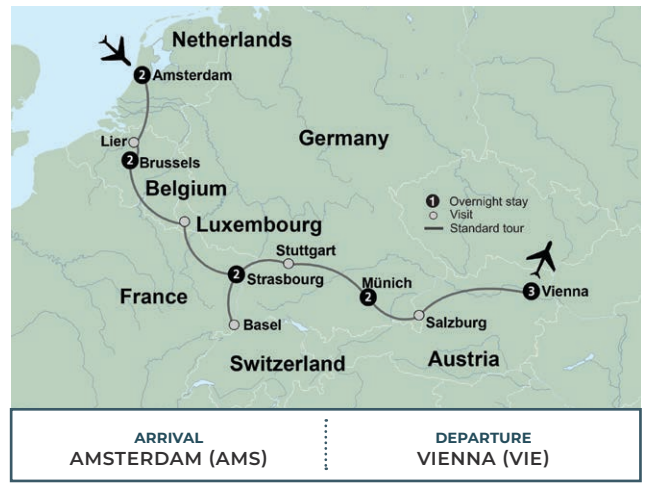 Netherlands
2 Amsterdam
Germany
Lier
2 Brussels
Belgium
1 Overnight stay
Visit
Standard tour
Luxembourg
Stuttgart
2 Strasbourg
Münich
2
3 Vienna
France
Basel
Salzburg
Switzerland
Austria
ARRIVAL
AMSTERDAM (AMS)
DEPARTURE
VIENNA (VIE)